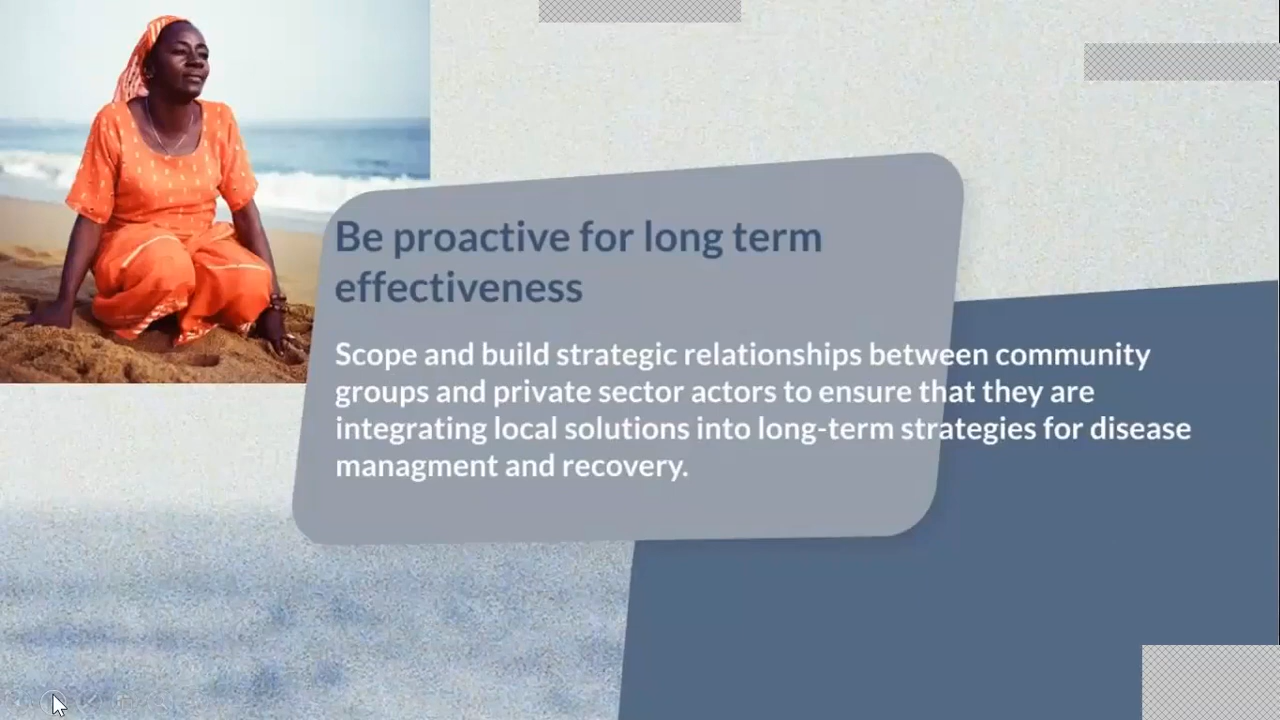 Be proactive for long term
effectiveness
Scope and build strategic relationships between community
groups and private sector actors to ensure that they are
integrating local solutions into long-term strategies for disease
managment and recovery.